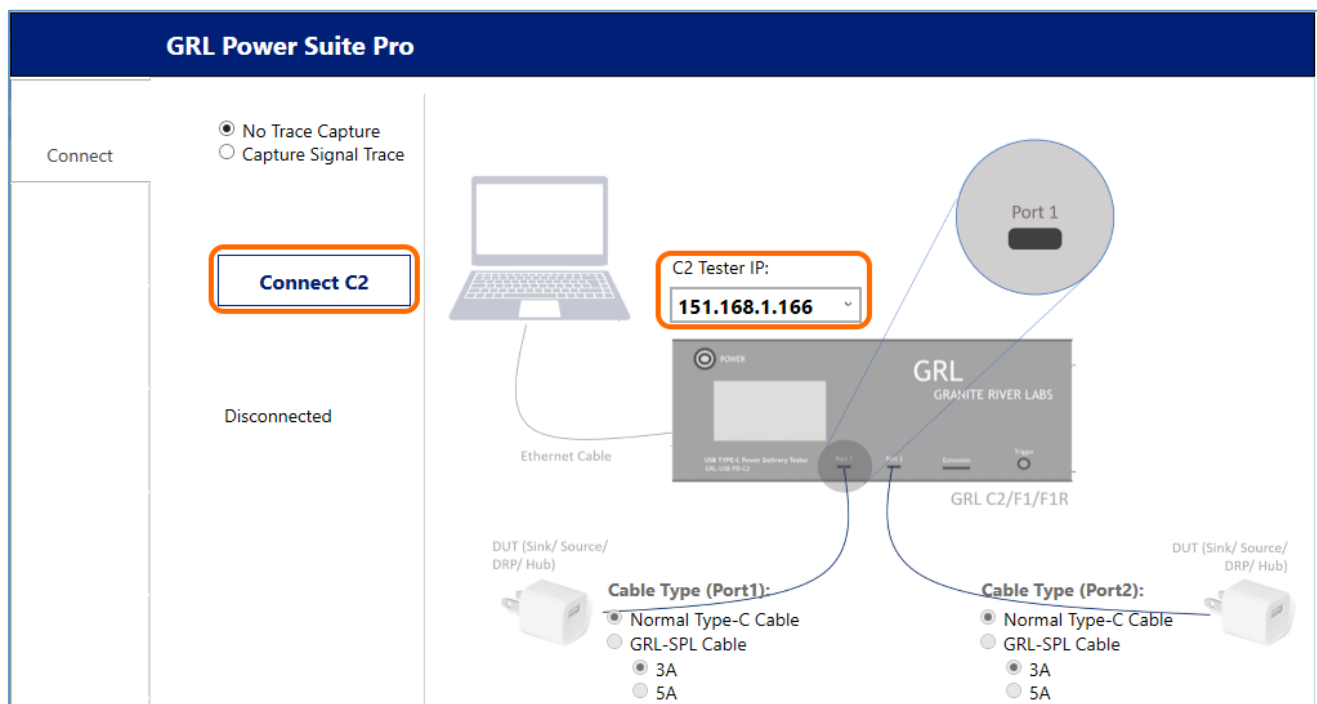 GRL Power Suite Pro
Connect
No Trace Capture
Capture Signal Trace
Connect C2
Disconnected
C2 Tester IP:
151.168.1.166
Port 1
POWER
GRL
GRANITE RIVER LABS
USB TYPE-C Power Delivery Tester
GRL-USB-PD-C2
Port 1
Port 2
Extension
Trigger
Ethernet Cable
GRL C2/F1/F1R
DUT (Sink/ Source/
DRP/ Hub)
Cable Type (Port1):
Normal Type-C Cable
GRL-SPL Cable
3A
5A
DUT (Sink/ Source/
DRP/ Hub)
Cable Type (Port2):
Normal Type-C Cable
GRL-SPL Cable
3A
5A